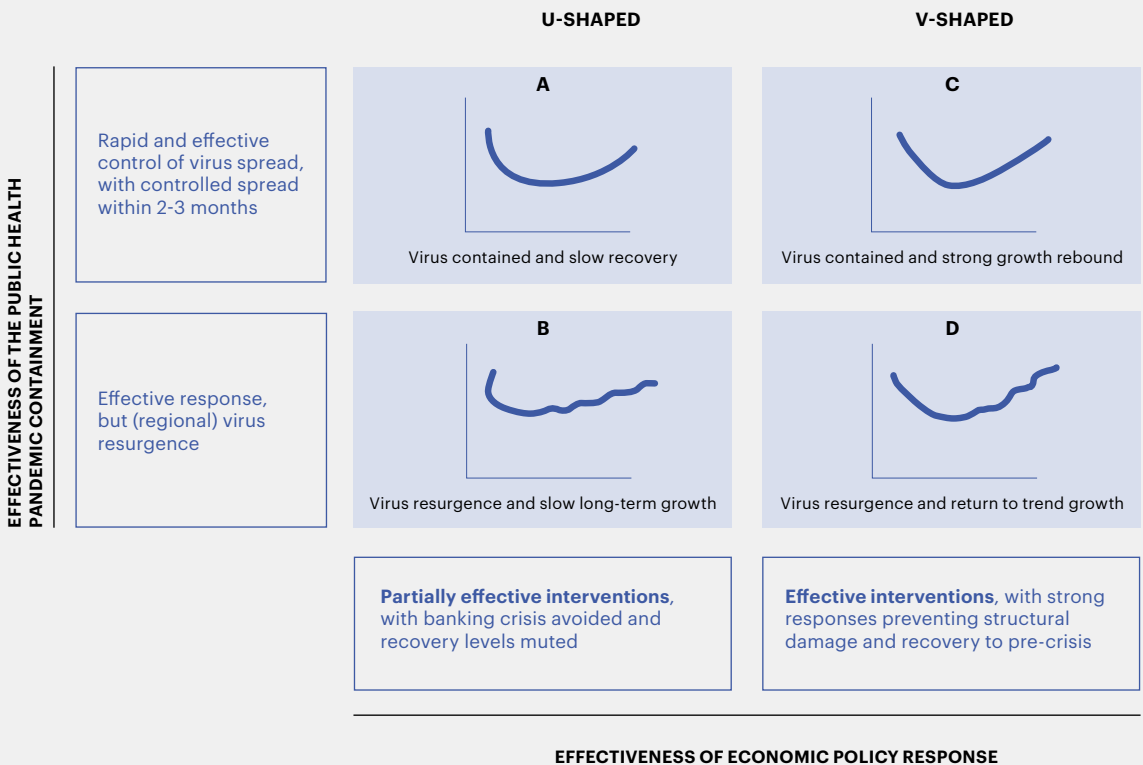 U-SHAPED
V-SHAPED
EFFECTIVENESS OF THE PUBLIC HEALTH
PANDEMIC CONTAINMENT
Rapid and effective
control of virus spread,
with controlled spread
within 2-3 months
A
Virus contained and slow recovery
C
Virus contained and strong growth rebound
Effective response,
but (regional) virus
resurgence
B
Virus resurgence and slow long-term growth
D
Virus resurgence and return to trend growth
Partially effective interventions,
with banking crisis avoided and
recovery levels muted
Effective interventions, with strong
responses preventing structural
damage and recovery to pre-crisis
EFFECTIVENESS OF ECONOMIC POLICY RESPONSE